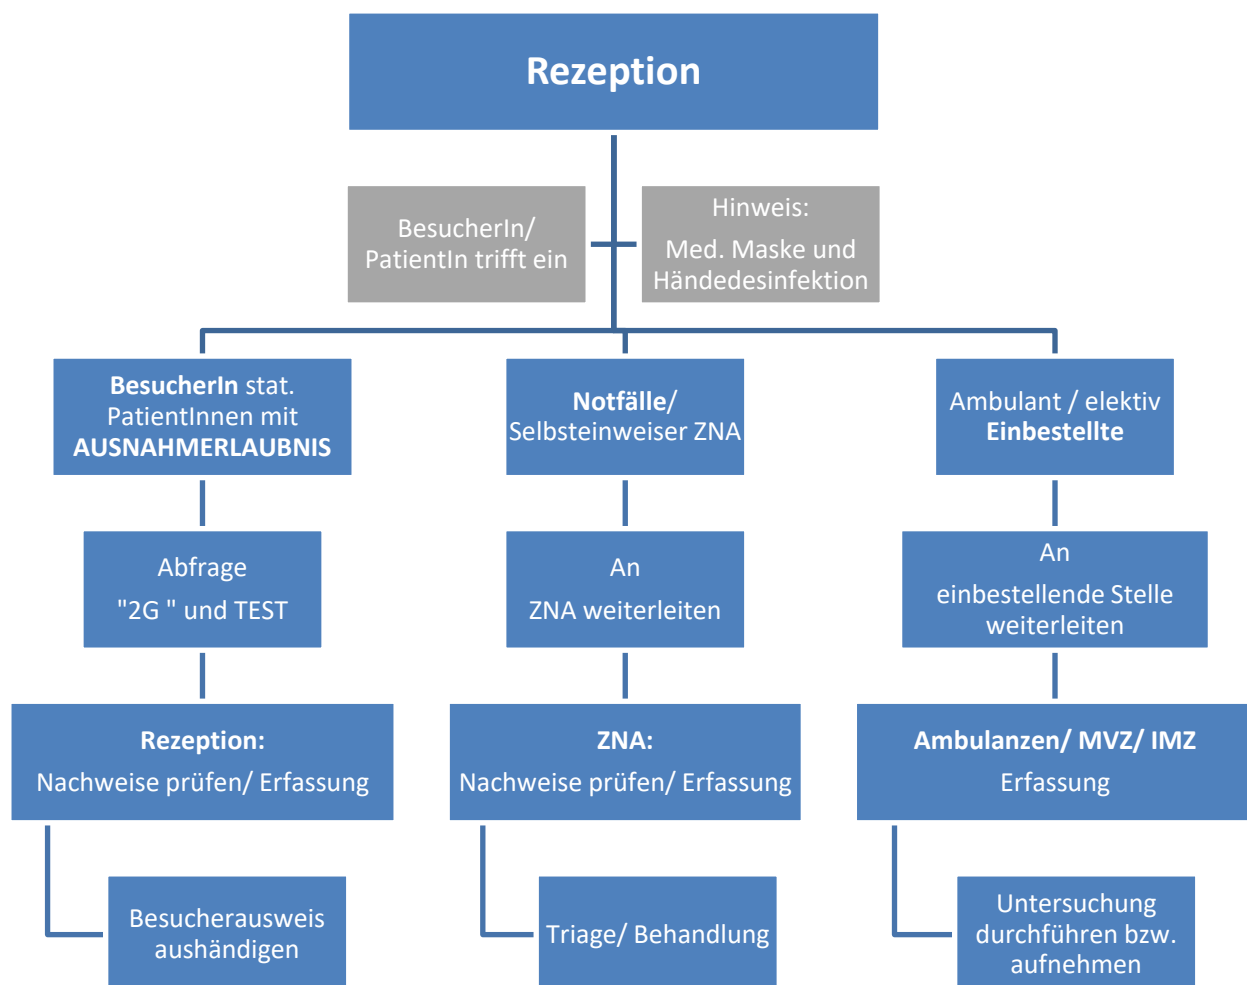 Rezeption
BesucherIn/
PatientIn trifft ein
Hinweis:
Med. Maske und
Händedesinfektion
BesucherIn stat.
PatientInnen mit
AUSNAHMERLAUBNIS
Notfälle/
Selbsteinweiser ZNA
Ambulant / elektiv
Einbestellte
Abfrage
"2G " und TEST
An
ZNA weiterleiten
An
einbestellende Stelle
weiterleiten
Rezeption:
Nachweise prüfen/ Erfassung
ZNA:
Nachweise prüfen/ Erfassung
Ambulanzen/ MVZ/ IMZ
Erfassung
Besucherausweis
aushändigen
Triage/ Behandlung
Untersuchung
durchführen bzw.
aufnehmen